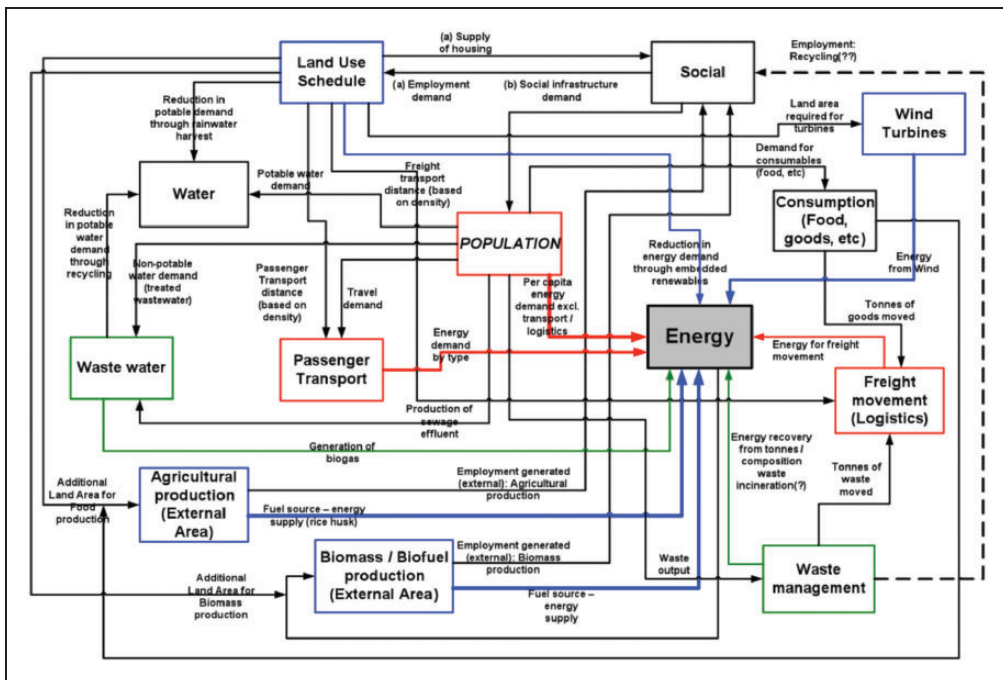 (a) Supply
of housing
Land Use
Schedule
Social
Employment:
Recycling(??)
(a) Employment
demand
(b) Social infrastructure
demand
Reduction in
potable demand
through rainwater
harvest
Land area
required for
turbines
Wind
Turbines
Water
Potable water
demand
Freight
transport
distance (based
on density)
Demand for
consumables
(food, etc)
Consumption
(Food,
goods, etc)
Reduction
in potable
water
demand
through
recycling
Non-potable
water demand
(treated
wastewater)
POPULATION
Passenger
Transport
distance
(based on
density)
Travel
demand
Per capita
energy
demand excl.
transport /
logistics
Reduction in
energy demand
through embedded
renewables
Energy
from Wind
Tonnes of
goods moved
Waste water
Passenger
Transport
Energy
demand
by type
Energy
Energy for freight
movement
Freight
movement
(Logistics)
Production of
sewage
effluent
Generation of
biogas
Energy recovery
from tonnes /
composition
waste
incineration(?)
Tonnes of
waste moved
Additional
Land Area for
Food
production
Agricultural
production
(External
Area)
Employment generated
(external): Agricultural
production
Fuel source – energy
supply (rice husk)
Biomass / Biofuel
production
(External Area)
Employment generated
(external): Biomass
production
Fuel source –
energy
supply
Additional
Land Area for
Biomass
production
Waste
output
Waste
management